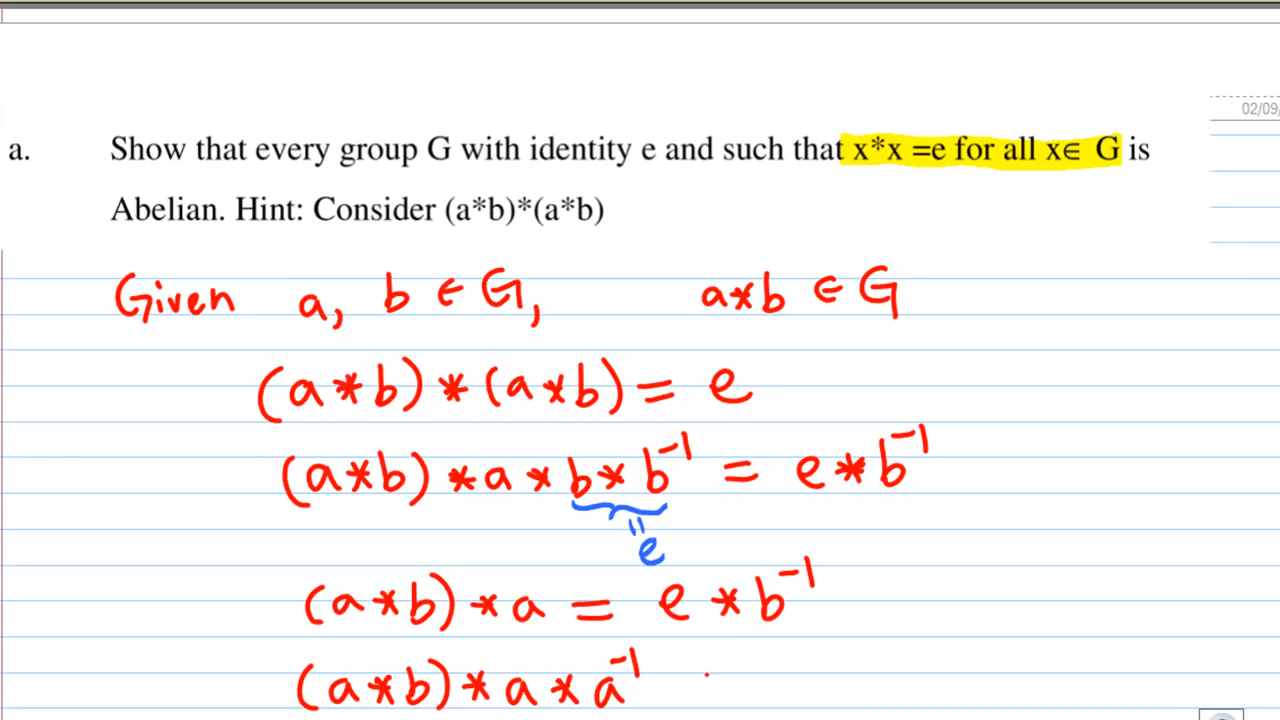 02/09
a. Show that every group G with identity e and such that x*x =e for all x∈ G is
Abelian. Hint: Consider (a*b)*(a*b)
Given a, b ∈ G, a*b ∈ G
(a*b)*(a*b) = e
(a*b)*a*b*b⁻¹ = e*b⁻¹
"e
(a*b)*a = e*b⁻¹
(a*b)*a*a⁻¹